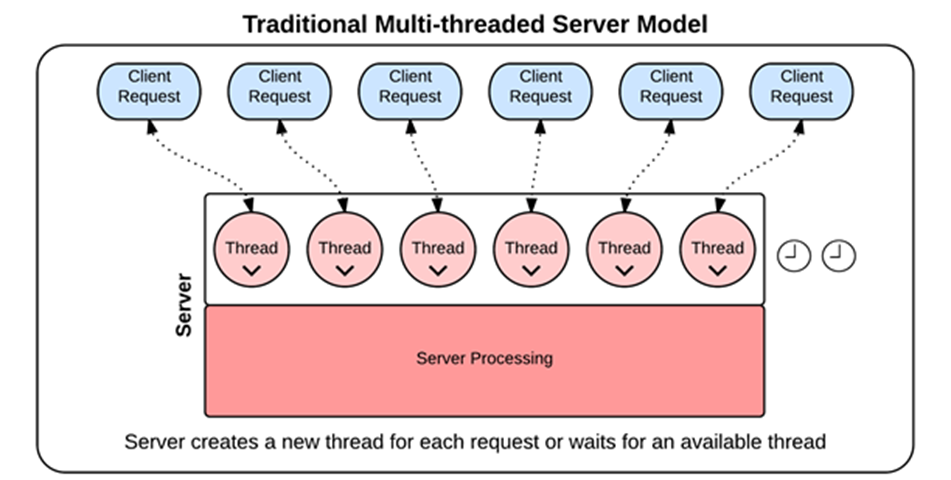 Traditional Multi-threaded Server Model
Client
Request
Client
Request
Client
Request
Client
Request
Client
Request
Client
Request
Thread
Thread
Thread
Thread
Thread
Thread
Server
Server Processing
Server creates a new thread for each request or waits for an available thread